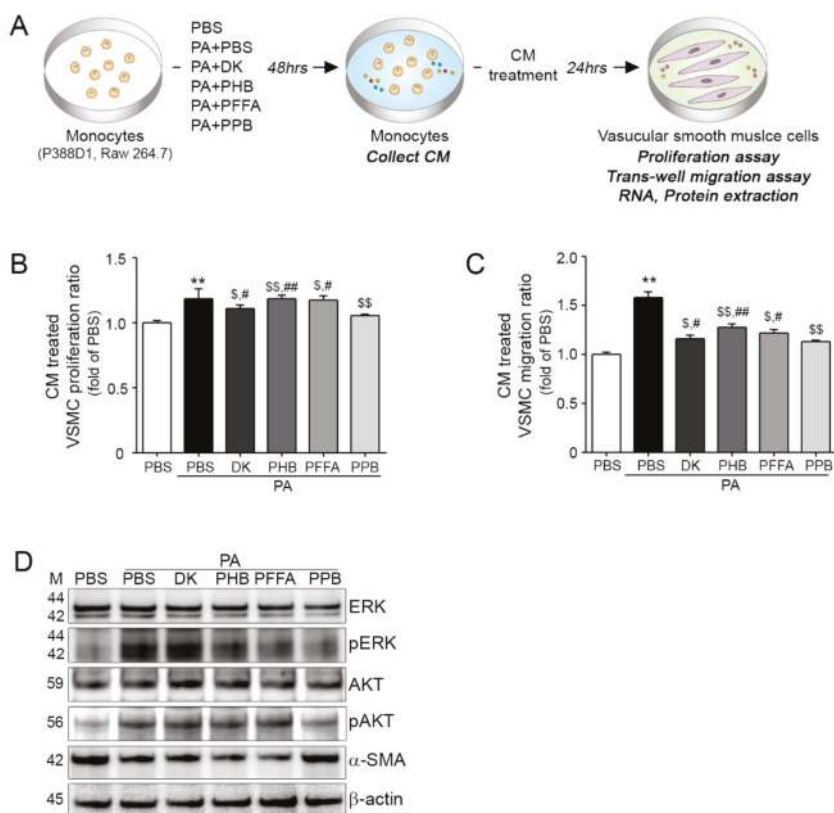 A
PBS
PA+PBS
PA+DK
PA+PHB
PA+PFFA
PA+PPB
48hrs
CM
treatment
24hrs
Monocytes
(P388D1, Raw 264.7)
Monocytes
Collect CM
Vasucular smooth muslce cells
Proliferation assay
Trans-well migration assay
RNA, Protein extraction
B
CM treated
VSMC proliferation ratio
(fold of PBS)
1.5
1.0
0.5
0
**
$,#
$$,##
$,#
$$
PBS PBS DK PHB PFFA PPB
PA
C
CM treated
VSMC migration ratio
(fold of PBS)
2.0
1.5
1.0
0.5
0.0
**
$,#
$$,##
$,#
$$
PBS PBS DK PHB PFFA PPB
PA
D
PA
M PBS PBS DK PHB PFFA PPB
44
42 ERK
44
42 pERK
59 AKT
56 pAKT
42 α-SMA
45 β-actin